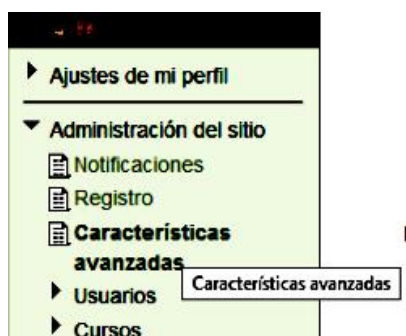 Ajustes de mi perfil
Administración del sitio
Notificaciones
Registro
Características
avanzadas
Características avanzadas
Usuarios
Cursos